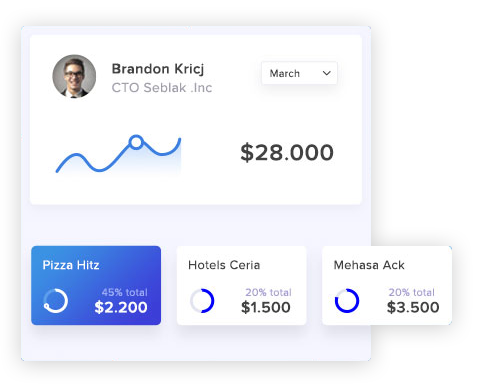 Brandon Kricj
CTO Seblak .Inc
March
$28.000
Pizza Hitz
45% total
$2.200
Hotels Ceria
20% total
$1.500
Mehasa Ack
20% total
$3.500